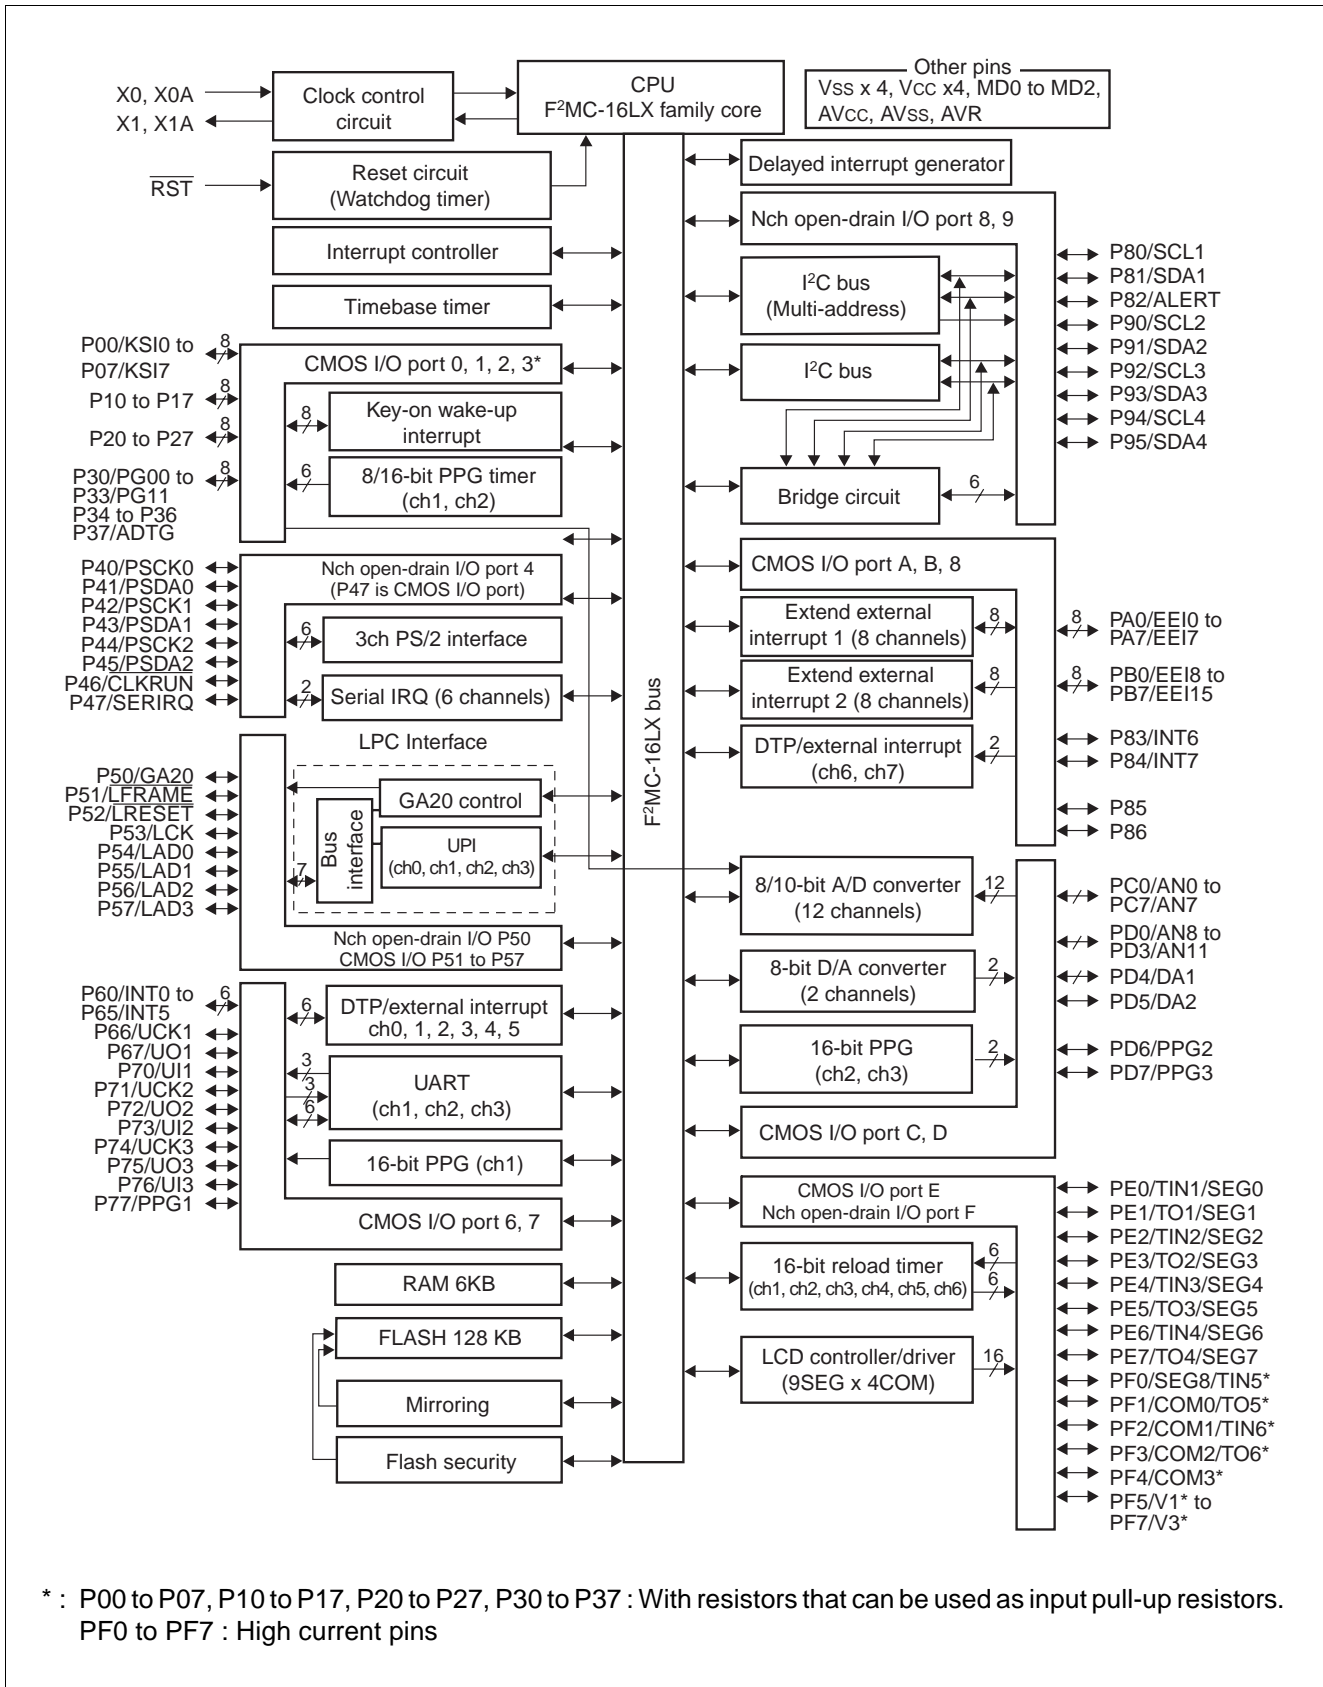 X0, X0A
X1, X1A
Clock control
circuit
CPU
F²MC-16LX family core
Other pins
Vss x 4, Vcc x4, MD0 to MD2,
AVcc, AVss, AVR
RST
Reset circuit
(Watchdog timer)
Interrupt controller
Timebase timer
P00/KSI0 to
P07/KSI7
8
P10 to P17
8
P20 to P27
8
P30/PG00 to
P33/PG11
P34 to P36
P37/ADTG
8
CMOS I/O port 0, 1, 2, 3*
8
Key-on wake-up
interrupt
6
8/16-bit PPG timer
(ch1, ch2)
P40/PSCK0
P41/PSDA0
P42/PSCK1
P43/PSDA1
P44/PSCK2
P45/PSDA2
P46/CLKRUN
P47/SERIRQ
Nch open-drain I/O port 4
(P47 is CMOS I/O port)
6
3ch PS/2 interface
2
Serial IRQ (6 channels)
LPC Interface
P50/GA20
P51/LFRAME
P52/LRESET
P53/LCK
P54/LAD0
P55/LAD1
P56/LAD2
P57/LAD3
GA20 control
Bus
interface
7
UPI
(ch0, ch1, ch2, ch3)
Nch open-drain I/O P50
CMOS I/O P51 to P57
P60/INT0 to
P65/INT5
6
P66/UCK1
P67/UO1
P70/UI1
P71/UCK2
P72/UO2
P73/UI2
P74/UCK3
P75/UO3
P76/UI3
P77/PPG1
6
DTP/external interrupt
ch0, 1, 2, 3, 4, 5
3
3
6
UART
(ch1, ch2, ch3)
16-bit PPG (ch1)
CMOS I/O port 6, 7
RAM 6KB
FLASH 128 KB
Mirroring
Flash security
F²MC-16LX bus
Delayed interrupt generator
Nch open-drain I/O port 8, 9
I²C bus
(Multi-address)
I²C bus
Bridge circuit
6
P80/SCL1
P81/SDA1
P82/ALERT
P90/SCL2
P91/SDA2
P92/SCL3
P93/SDA3
P94/SCL4
P95/SDA4
CMOS I/O port A, B, 8
Extend external
interrupt 1 (8 channels)
8
Extend external
interrupt 2 (8 channels)
8
DTP/external interrupt
(ch6, ch7)
2
8
PA0/EEI0 to
PA7/EEI7
8
PB0/EEI8 to
PB7/EEI15
P83/INT6
P84/INT7
P85
P86
8/10-bit A/D converter
(12 channels)
12
8-bit D/A converter
(2 channels)
2
16-bit PPG
(ch2, ch3)
2
CMOS I/O port C, D
PC0/AN0 to
PC7/AN7
PD0/AN8 to
PD3/AN11
PD4/DA1
PD5/DA2
PD6/PPG2
PD7/PPG3
CMOS I/O port E
Nch open-drain I/O port F
16-bit reload timer
(ch1, ch2, ch3, ch4, ch5, ch6)
6
6
LCD controller/driver
(9SEG x 4COM)
16
PE0/TIN1/SEG0
PE1/TO1/SEG1
PE2/TIN2/SEG2
PE3/TO2/SEG3
PE4/TIN3/SEG4
PE5/TO3/SEG5
PE6/TIN4/SEG6
PE7/TO4/SEG7
PF0/SEG8/TIN5*
PF1/COM0/TO5*
PF2/COM1/TIN6*
PF3/COM2/TO6*
PF4/COM3*
PF5/V1* to
PF7/V3*
* : P00 to P07, P10 to P17, P20 to P27, P30 to P37 : With resistors that can be used as input pull-up resistors.
PF0 to PF7 : High current pins